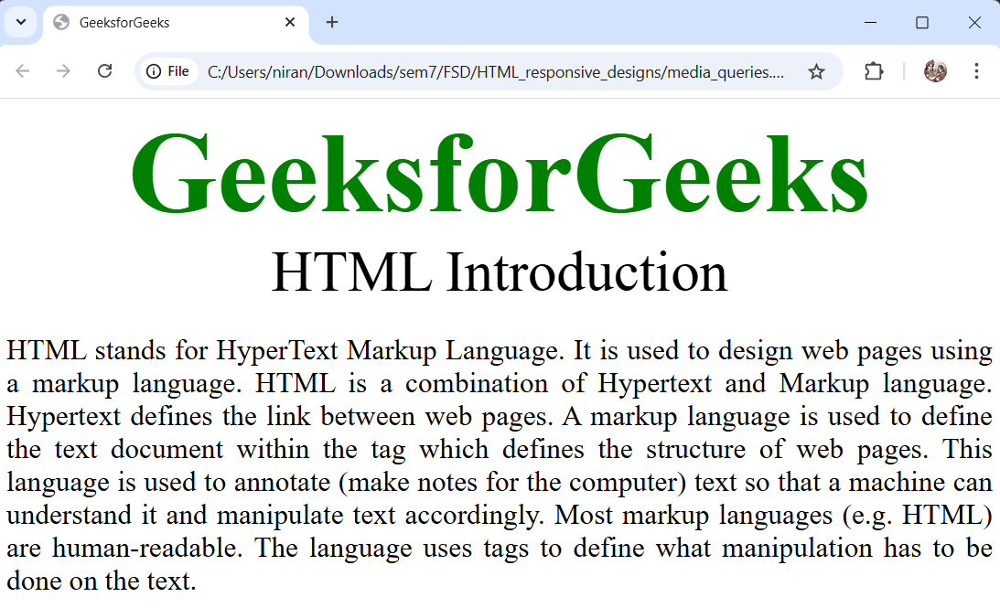 GeeksforGeeks
File C:/Users/niran/Downloads/sem7/FSD/HTML_responsive_designs/media_queries....
GeeksforGeeks
HTML Introduction
HTML stands for HyperText Markup Language. It is used to design web pages using
a markup language. HTML is a combination of Hypertext and Markup language.
Hypertext defines the link between web pages. A markup language is used to define
the text document within the tag which defines the structure of web pages. This
language is used to annotate (make notes for the computer) text so that a machine can
understand it and manipulate text accordingly. Most markup languages (e.g. HTML)
are human-readable. The language uses tags to define what manipulation has to be
done on the text.